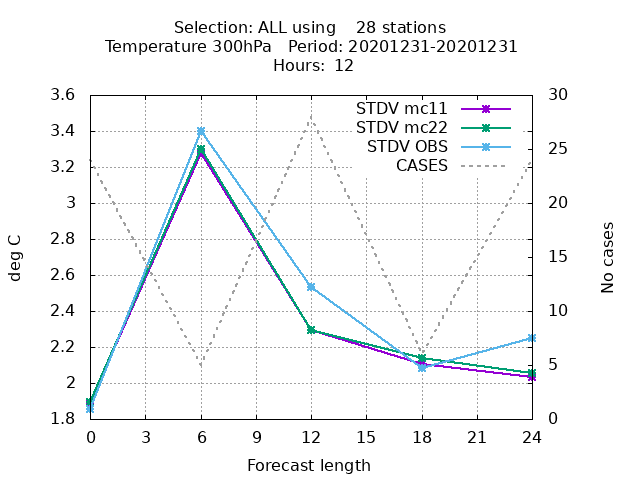 Selection: ALL using    28 stations
Temperature 300hPa   Period: 20201231-20201231
Hours:  12
3.6
3.4
3.2
3
2.8
2.6
2.4
2.2
2
1.8
30
25
20
15
10
5
0
STDV mc11
STDV mc22
STDV OBS
CASES
deg C
No cases
0 3 6 9 12 15 18 21 24
Forecast length